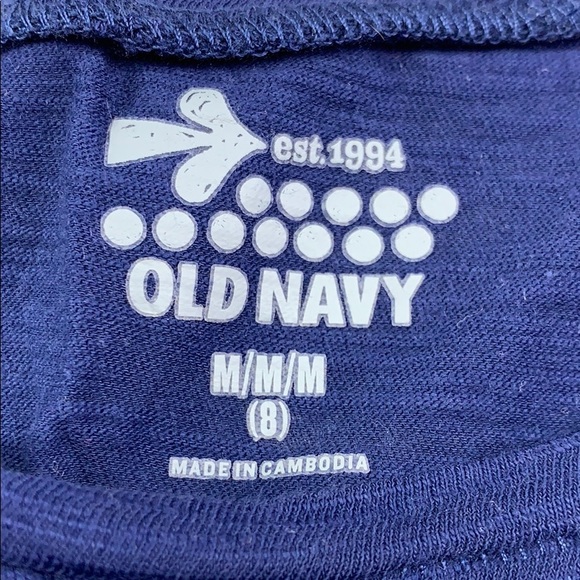 est.1994
OLD NAVY
M/M/M
(8)
MADE IN CAMBODIA